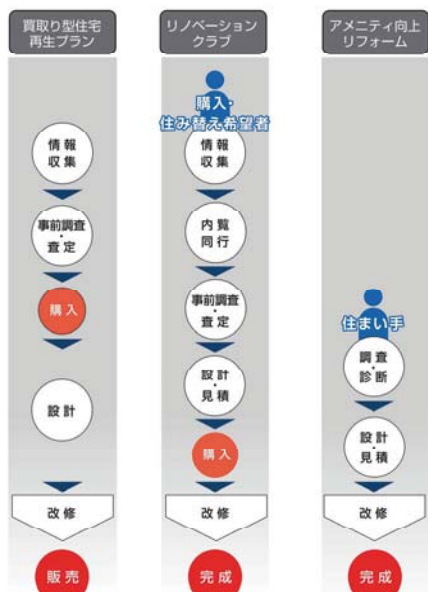 買取り型住宅
再生プラン
情報
収集
事前調査
・
査定
購入
設計
改修
販売
リノベーション
クラブ
購入・
住み替え希望者
情報
収集
内覧
同行
事前調査
・
査定
設計
・
見積
購入
改修
完成
アメニティ向上
リフォーム
住まい手
調査
・
診断
設計
・
見積
改修
完成